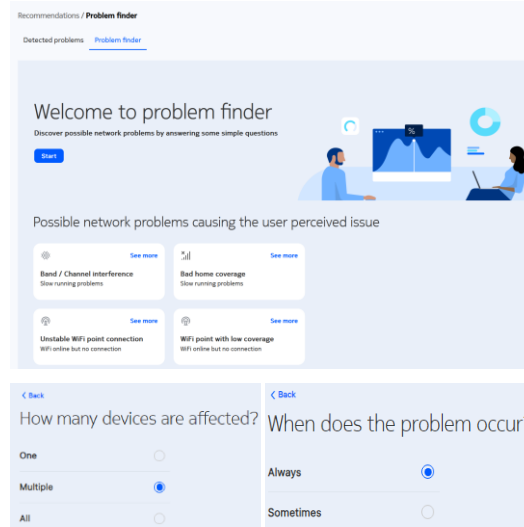 Recommendations / Problem finder
Detected problems Problem finder
Welcome to problem finder
Discover possible network problems by answering some simple questions
Start
%
Possible network problems causing the user perceived issue
See more
Band / Channel interference
Slow running problems
See more
Bad home coverage
Slow running problems
See more
Unstable WiFi point connection
WiFi online but no connection
See more
WiFi point with low coverage
WiFi online but no connection
< Back
How many devices are affected?
One
Multiple
All
< Back
When does the problem occur
Always
Sometimes